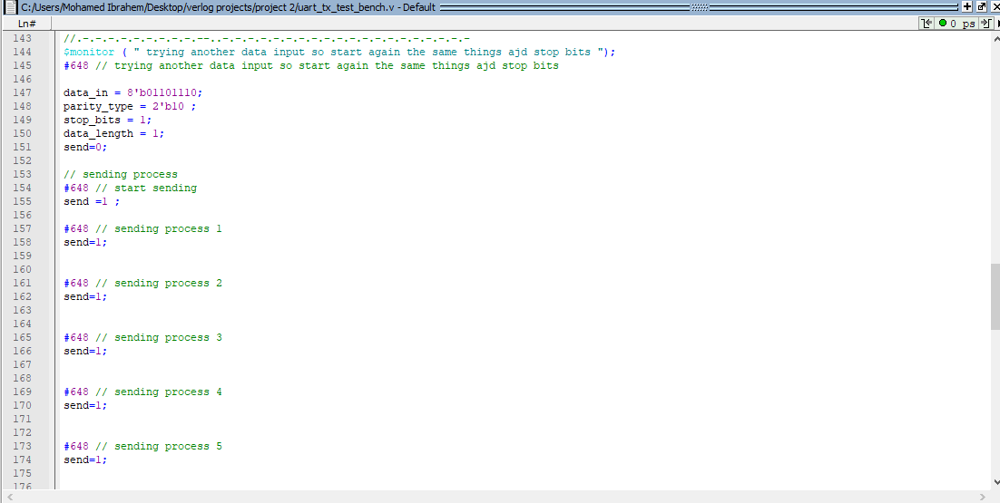 C:/Users/Mohamed Ibrahem/Desktop/verlog projects/project 2/uart_tx_test_bench.v - Default
Ln#
0 ps
143 //.-.-.-.-.-.-.-.-.-.--..-.-.-.-.-.-.-.-.-.-.-.-.-.-.-.-.-.-.-.-
144 $monitor ( " trying another data input so start again the same things ajd stop bits ");
145 #648 // trying another data input so start again the same things ajd stop bits
146
147 data_in = 8'b01101110;
148 parity_type = 2'b10 ;
149 stop_bits = 1;
150 data_length = 1;
151 send=0;
152
153 // sending process
154 #648 // start sending
155 send =1 ;
156
157 #648 // sending process 1
158 send=1;
159
160
161 #648 // sending process 2
162 send=1;
163
164
165 #648 // sending process 3
166 send=1;
167
168
169 #648 // sending process 4
170 send=1;
171
172
173 #648 // sending process 5
174 send=1;
175
176